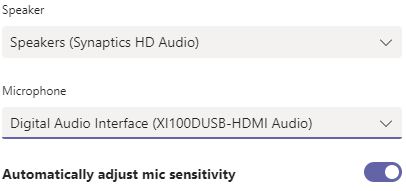 Speaker
Speakers (Synaptics HD Audio)
Microphone
Digital Audio Interface (XI100DUSB-HDMI Audio)
Automatically adjust mic sensitivity